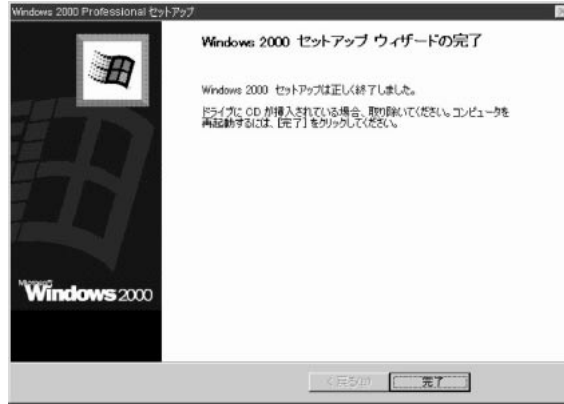 Windows 2000 Professional セットアップ
Windows 2000 セットアップ ウィザードの完了
Windows 2000 セットアップは正しく終了しました。
ドライブに CD が挿入されている場合、取り除いてください。コンピュータを
再起動するには、[完了] をクリックしてください。
Microsoft
Windows 2000
< 戻る(B)
完了